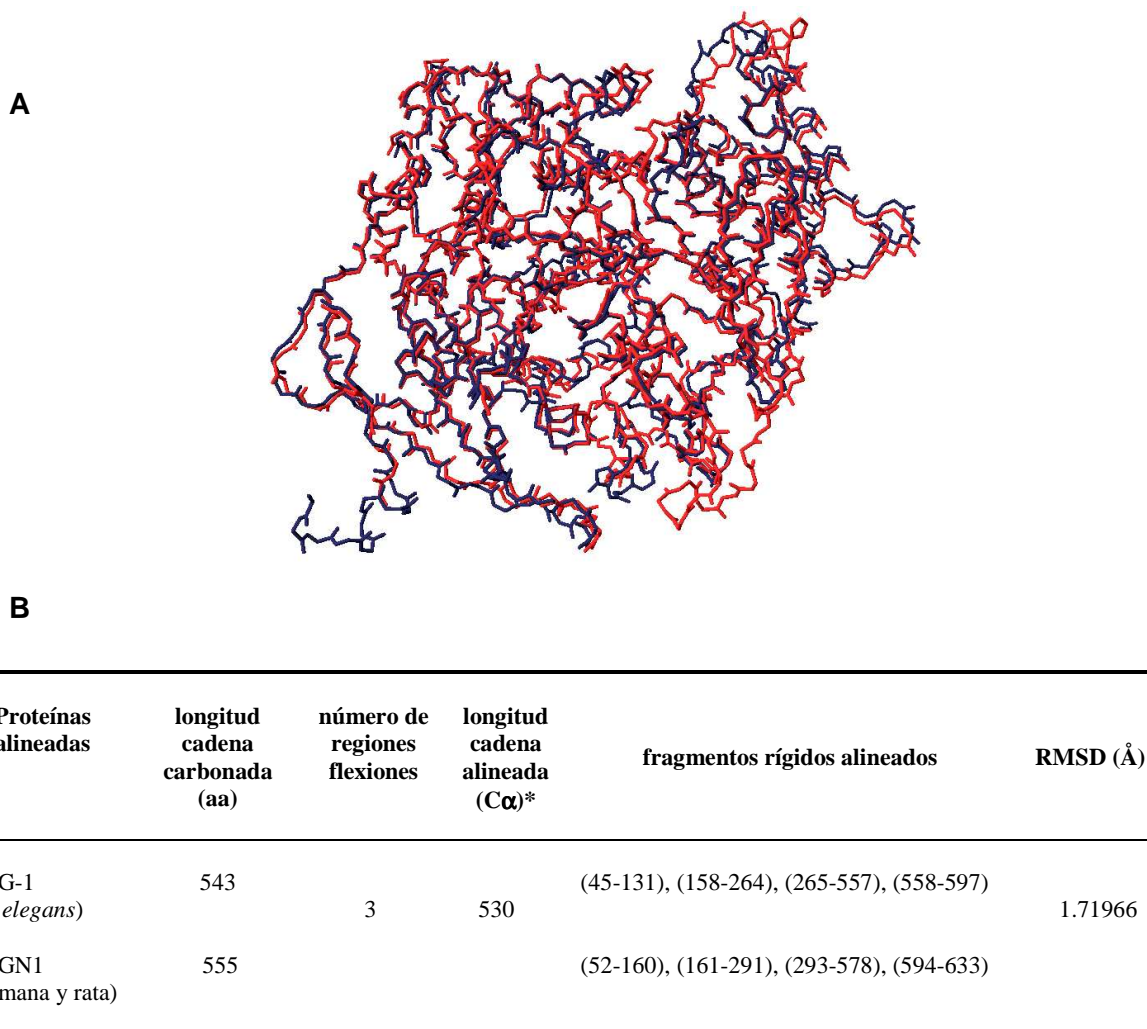 A
B
Proteínas
alineadas
longitud
cadena
carbonada
(aa)
número de
regiones
flexiones
longitud
cadena
alineada
(Cα)*
fragmentos rígidos alineados
RMSD (Å)
G-1
elegans)
543
3
530
(45-131), (158-264), (265-557), (558-597)
1.71966
GN1
mana y rata)
555
(52-160), (161-291), (293-578), (594-633)